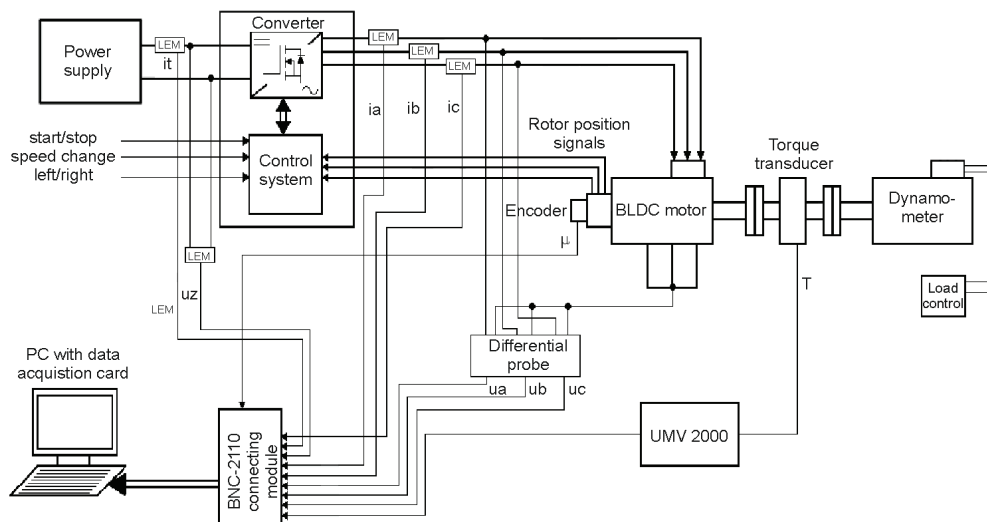 Converter
Power
supply
LEM
it
LEM
LEM
LEM
ia
ib
ic
start/stop
speed change
left/right
Control
system
Rotor position
signals
Torque
transducer
Encoder
BLDC motor
Dynamo-
meter
μ
LEM
uz
LEM
T
Load
control
Differential
probe
PC with data
acquistion card
ua
ub
uc
UMV 2000
BNC-2110
connecting
module